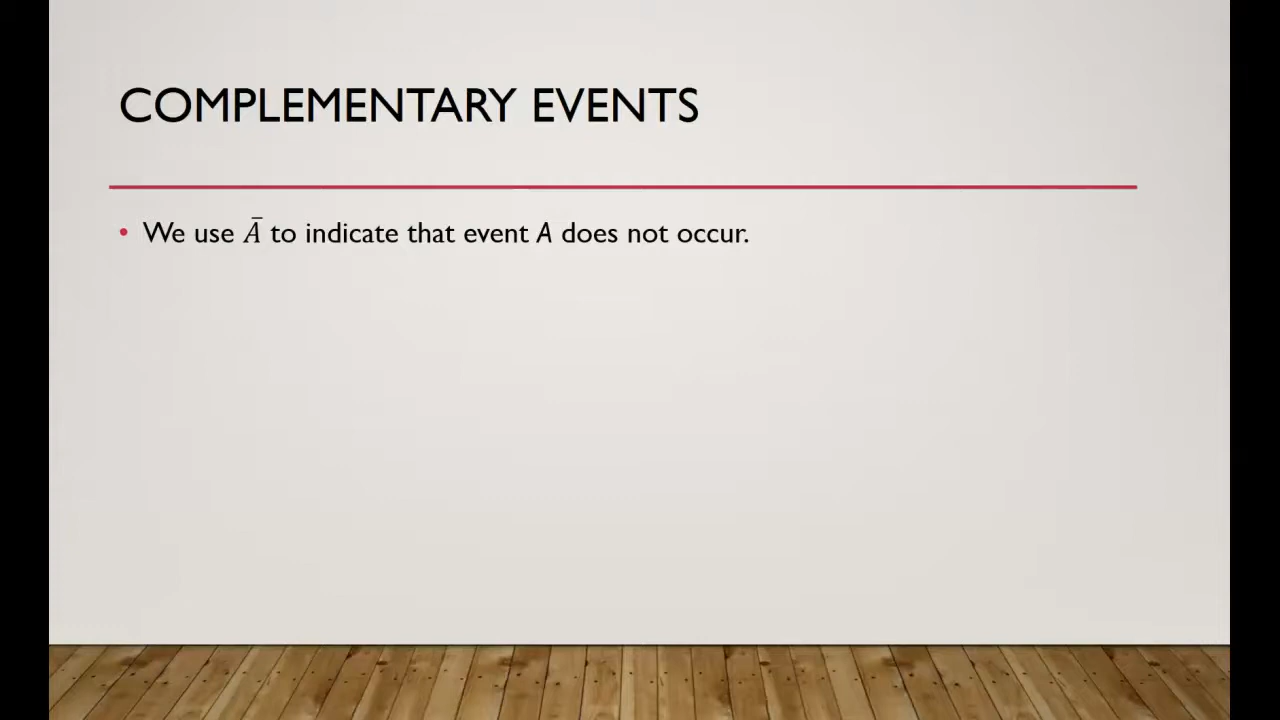 COMPLEMENTARY EVENTS
• We use Ā to indicate that event A does not occur.